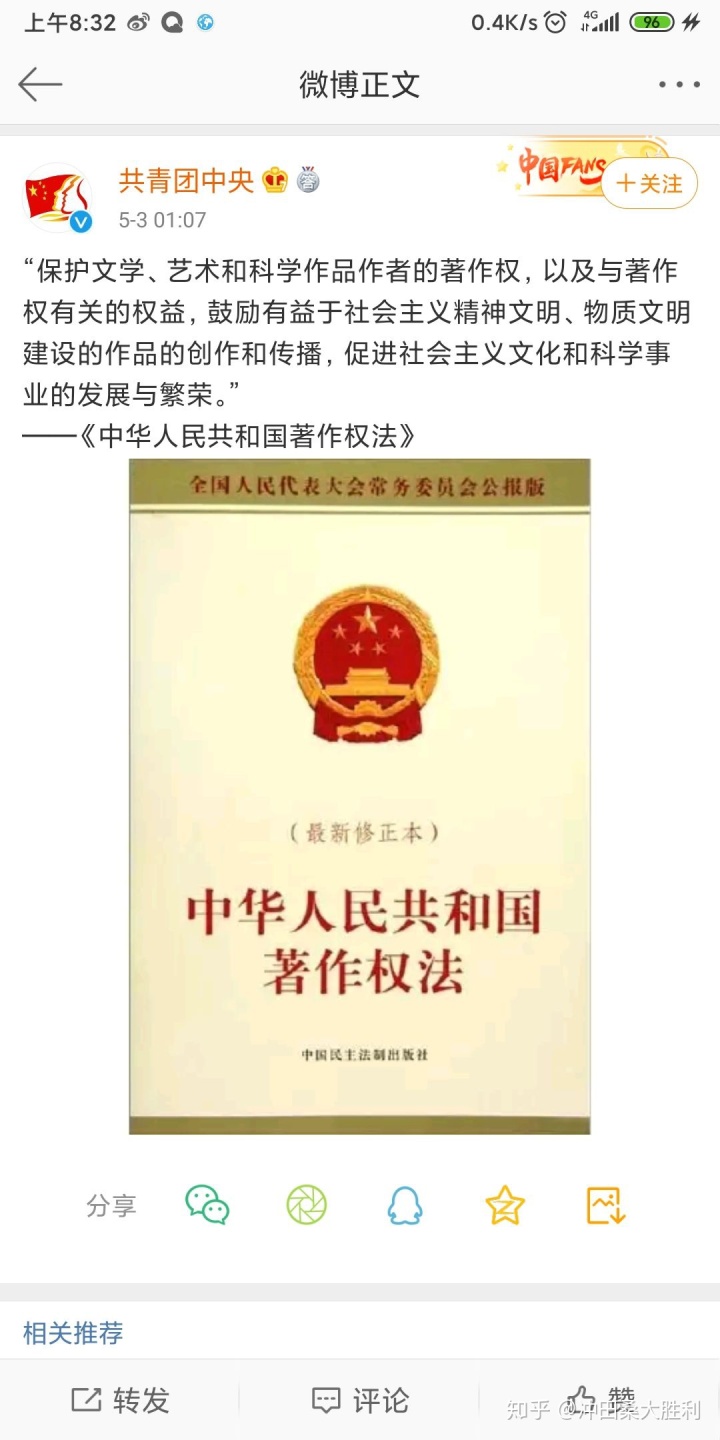 上午8:32
0.4K/s 4G 96
微博正文
中国FANS
共青团中央
+关注
5-3 01:07
“保护文学、艺术和科学作品作者的著作权，以及与著作
权有关的权益，鼓励有益于社会主义精神文明、物质文明
建设的作品的创作和传播，促进社会主义文化和科学事
业的发展与繁荣。”
——《中华人民共和国著作权法》
全国人民代表大会常务委员会公报版
（最新修正本）
中华人民共和国
著作权法
中国民主法制出版社
分享
相关推荐
转发 评论 赞
知乎 @冲田桑大胜利